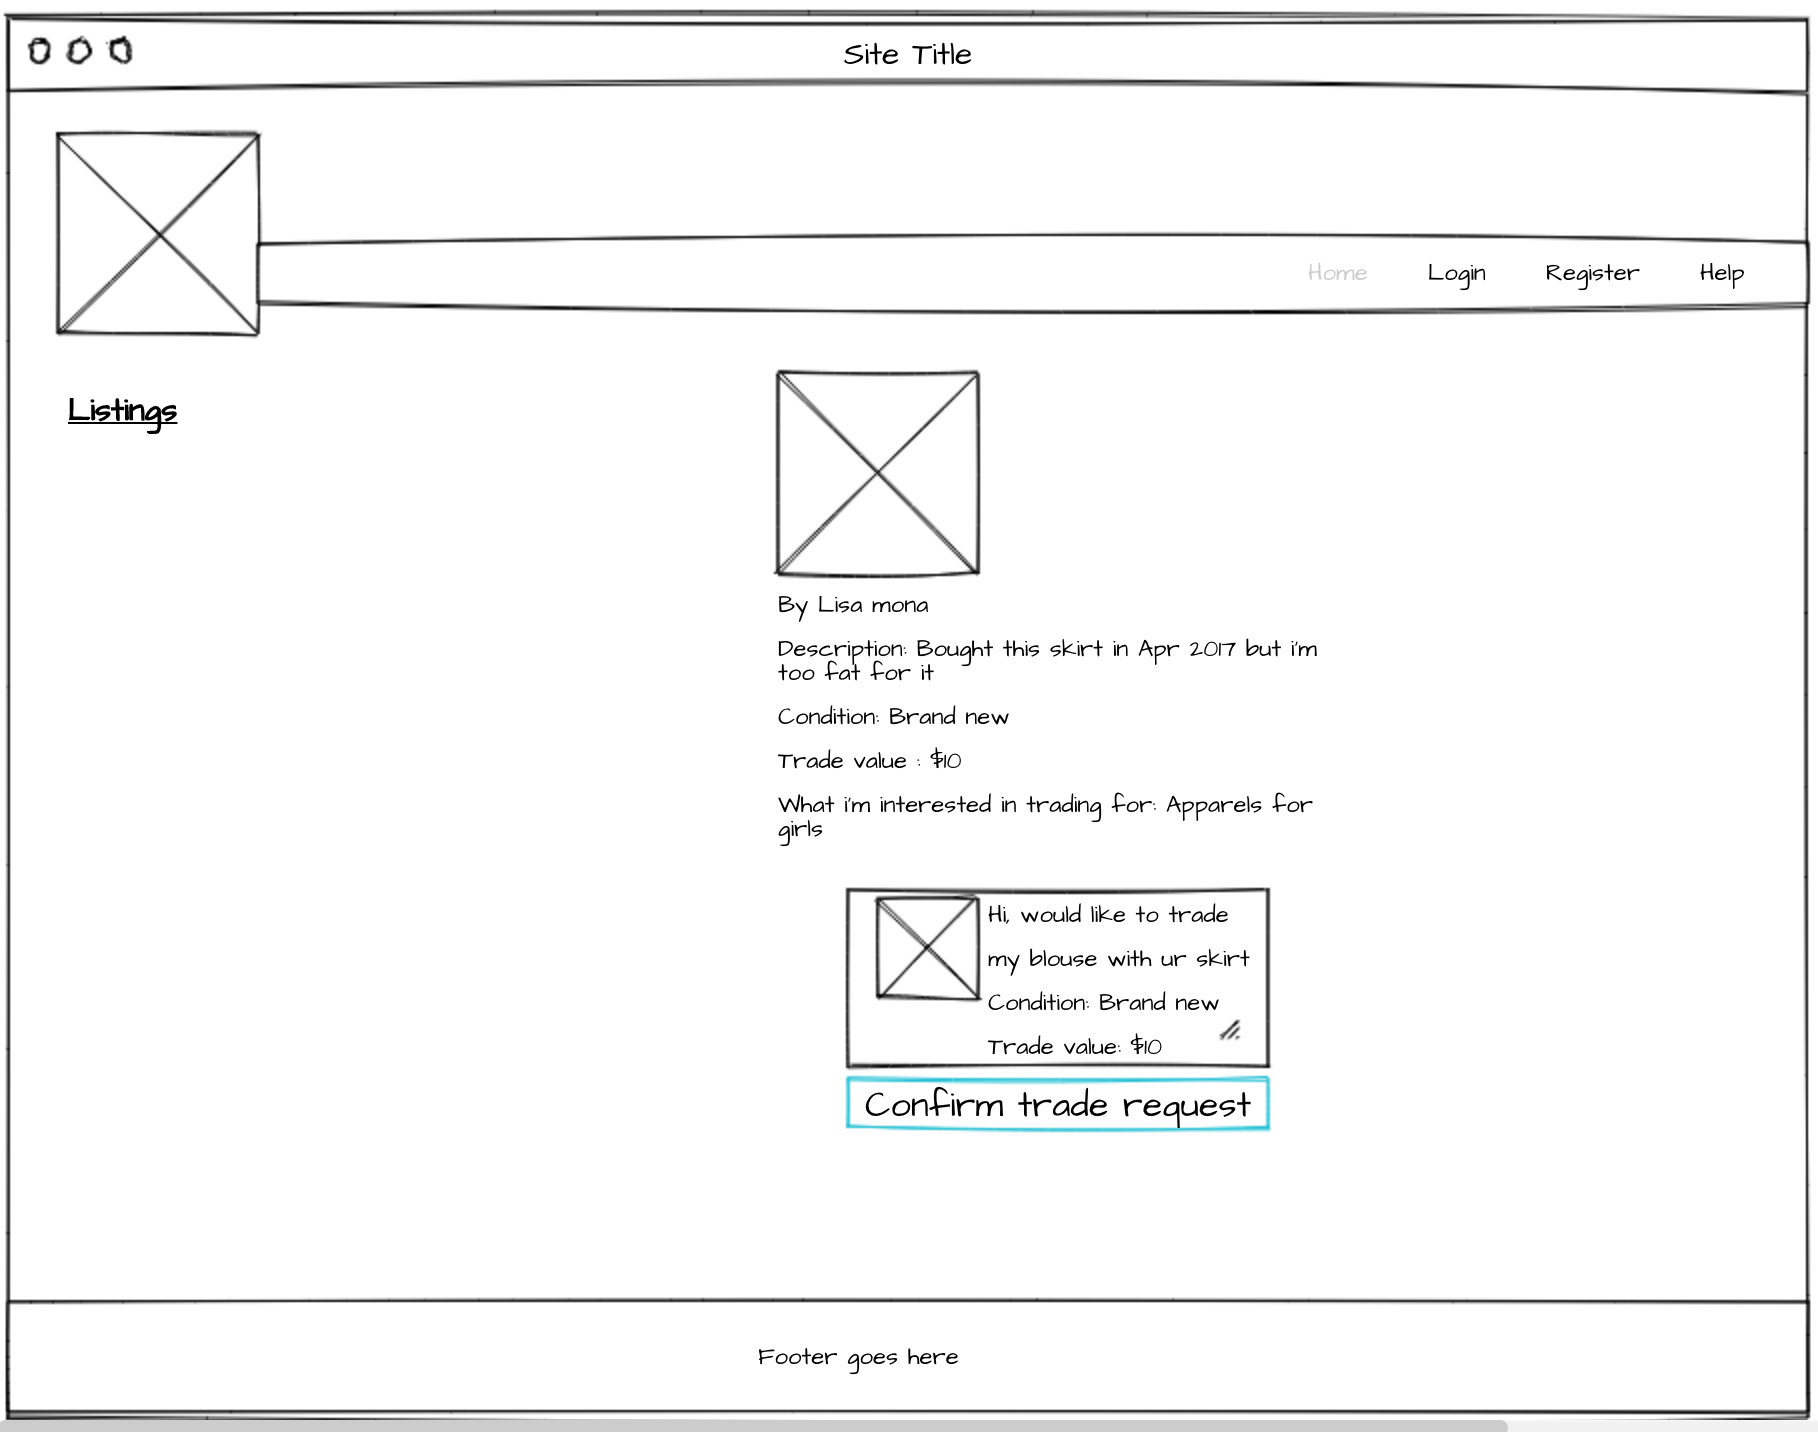 Site Title
Home Login Register Help
Listings
By Lisa mona
Description: Bought this skirt in Apr 2017 but i'm
too fat for it
Condition: Brand new
Trade value : $10
What i'm interested in trading for: Apparels for
girls
Hi, would like to trade
my blouse with ur skirt
Condition: Brand new
Trade value: $10
Confirm trade request
Footer goes here